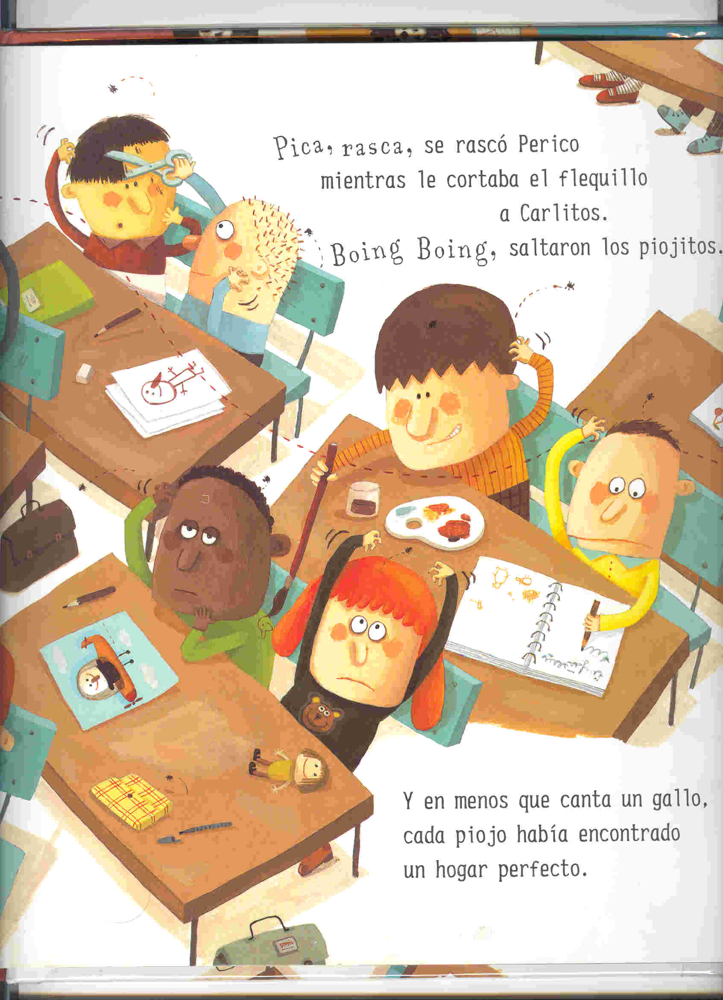 Pica, rasca, se rascó Perico
mientras le cortaba el flequillo
a Carlitos.
Boing Boing, saltaron los piojitos.
Y en menos que canta un gallo,
cada piojo había encontrado
un hogar perfecto.